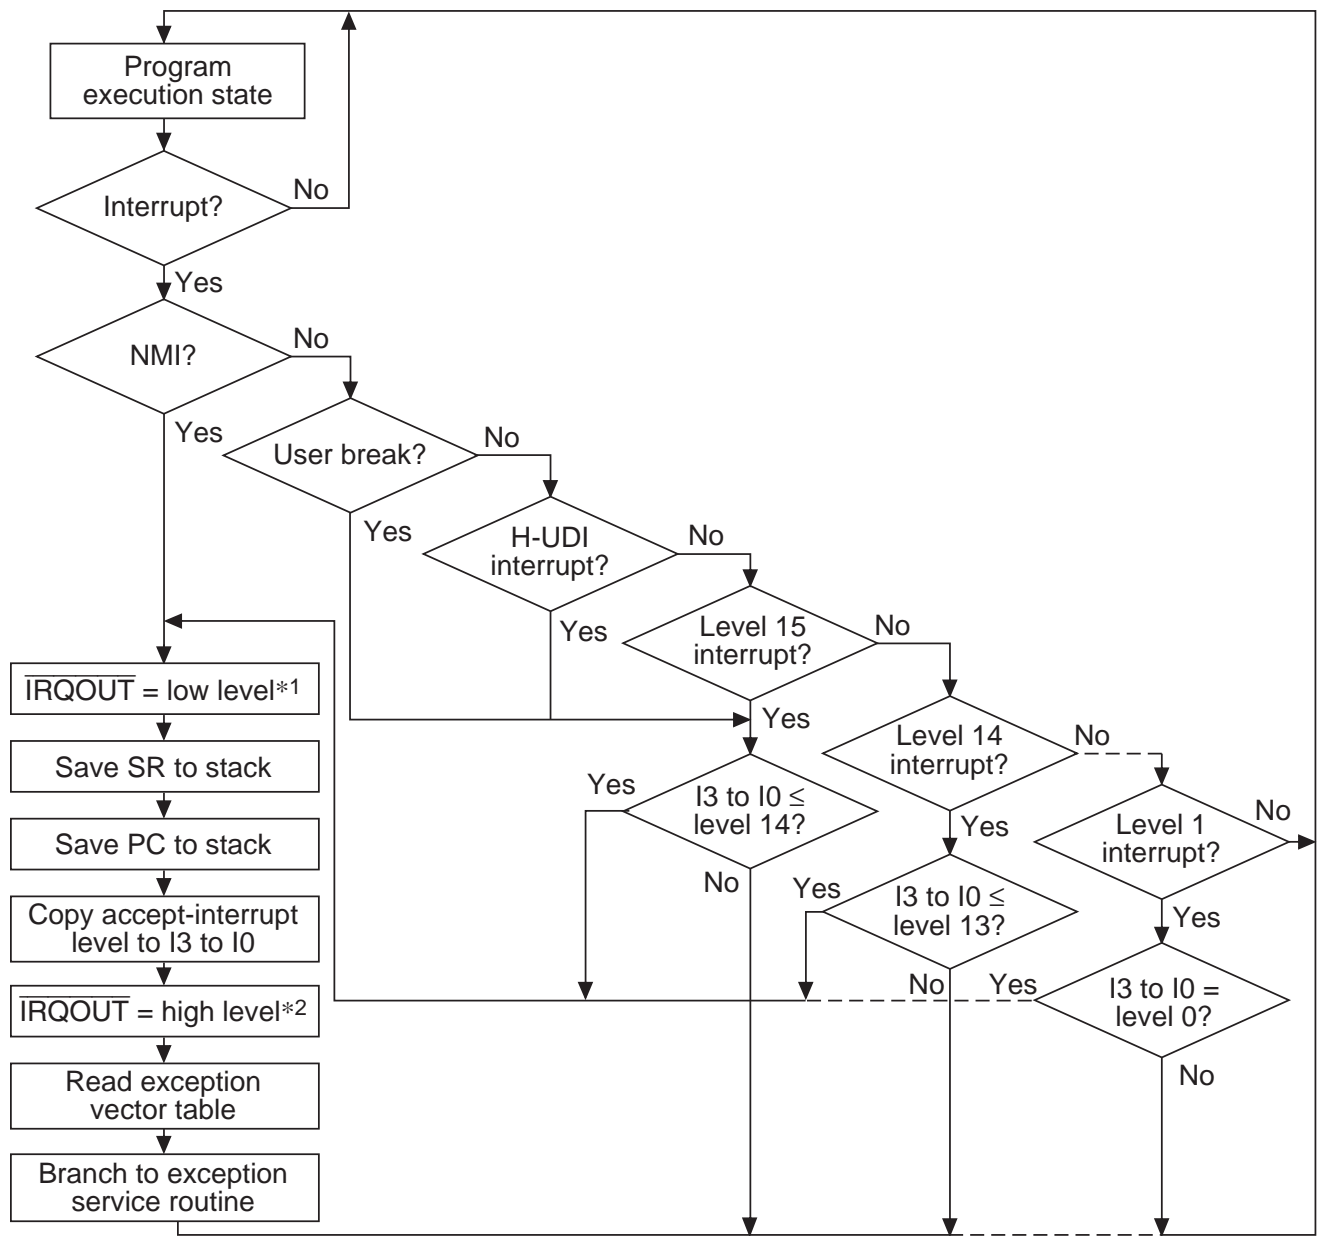 Program
execution state
Interrupt?
No
Yes
NMI?
No
Yes
User break?
No
Yes
H-UDI
interrupt?
No
Yes
Level 15
interrupt?
No
Yes
Level 14
interrupt?
No
Yes
Level 1
interrupt?
No
Yes
I3 to I0 ≤
level 14?
Yes
No
I3 to I0 ≤
level 13?
Yes
No
I3 to I0 =
level 0?
Yes
No
I̅R̅Q̅O̅U̅T̅ = low level*1
Save SR to stack
Save PC to stack
Copy accept-interrupt
level to I3 to I0
I̅R̅Q̅O̅U̅T̅ = high level*2
Read exception
vector table
Branch to exception
service routine